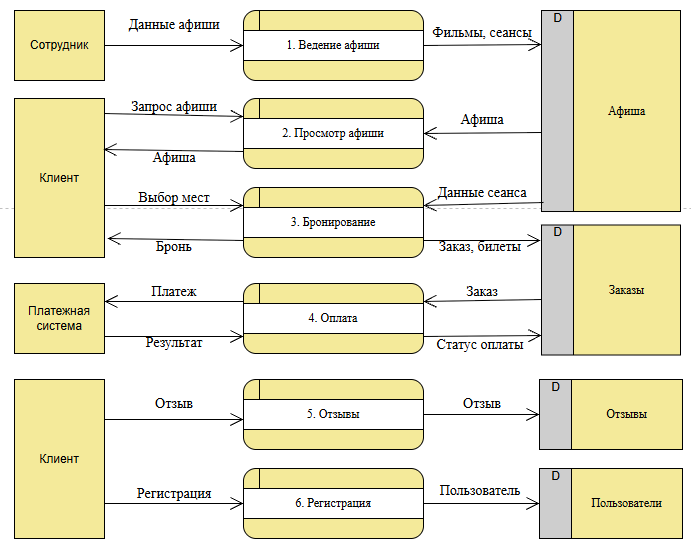 Сотрудник
Данные афиши
1. Ведение афиши
Фильмы, сеансы
D
Афиша
Клиент
Запрос афиши
2. Просмотр афиши
Афиша
Афиша
Выбор мест
3. Бронирование
Данные сеанса
Бронь
Заказ, билеты
D
Заказы
Платежная
система
Платеж
4. Оплата
Заказ
Результат
Статус оплаты
Клиент
Отзыв
5. Отзывы
Отзыв
D
Отзывы
Регистрация
6. Регистрация
Пользователь
D
Пользователи